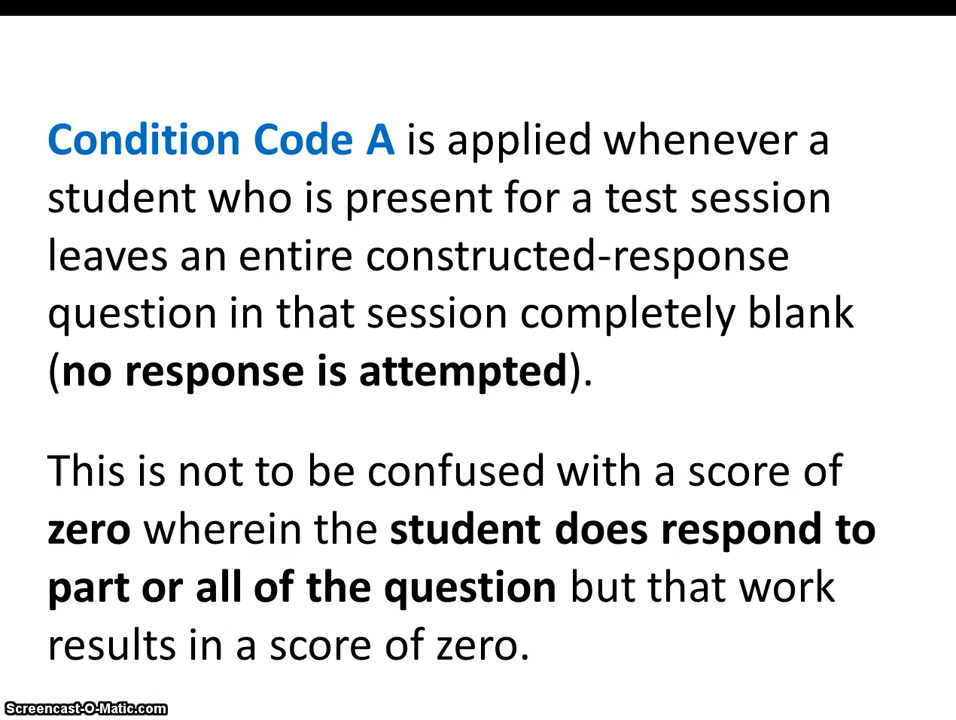 Condition Code A is applied whenever a
student who is present for a test session
leaves an entire constructed-response
question in that session completely blank
(no response is attempted).
This is not to be confused with a score of
zero wherein the student does respond to
part or all of the question but that work
results in a score of zero.
Screencast-O-Matic.com